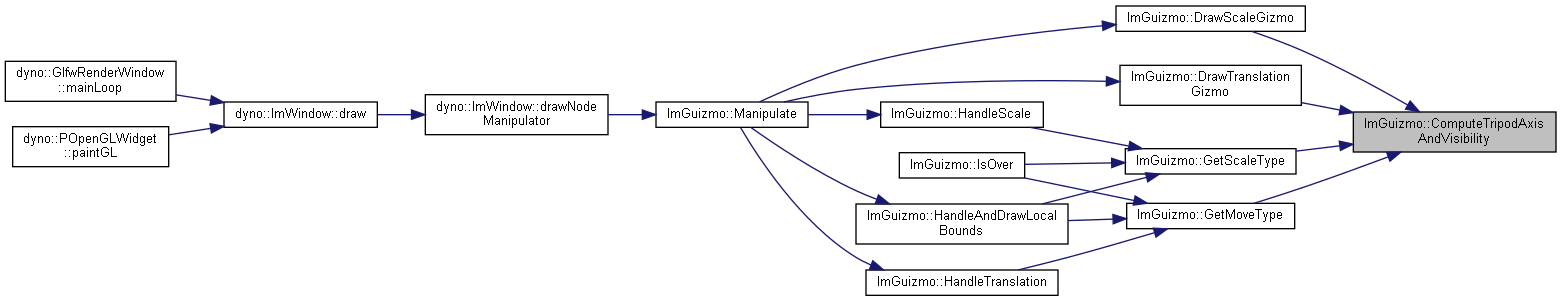 dyno::GlfwRenderWindow
::mainLoop
dyno::POpenGLWidget
::paintGL
dyno::ImWindow::draw
dyno::ImWindow::drawNode
Manipulator
ImGuizmo::Manipulate
ImGuizmo::DrawScaleGizmo
ImGuizmo::DrawTranslation
Gizmo
ImGuizmo::HandleScale
ImGuizmo::IsOver
ImGuizmo::GetScaleType
ImGuizmo::HandleAndDrawLocal
Bounds
ImGuizmo::GetMoveType
ImGuizmo::HandleTranslation
ImGuizmo::ComputeTripodAxis
AndVisibility